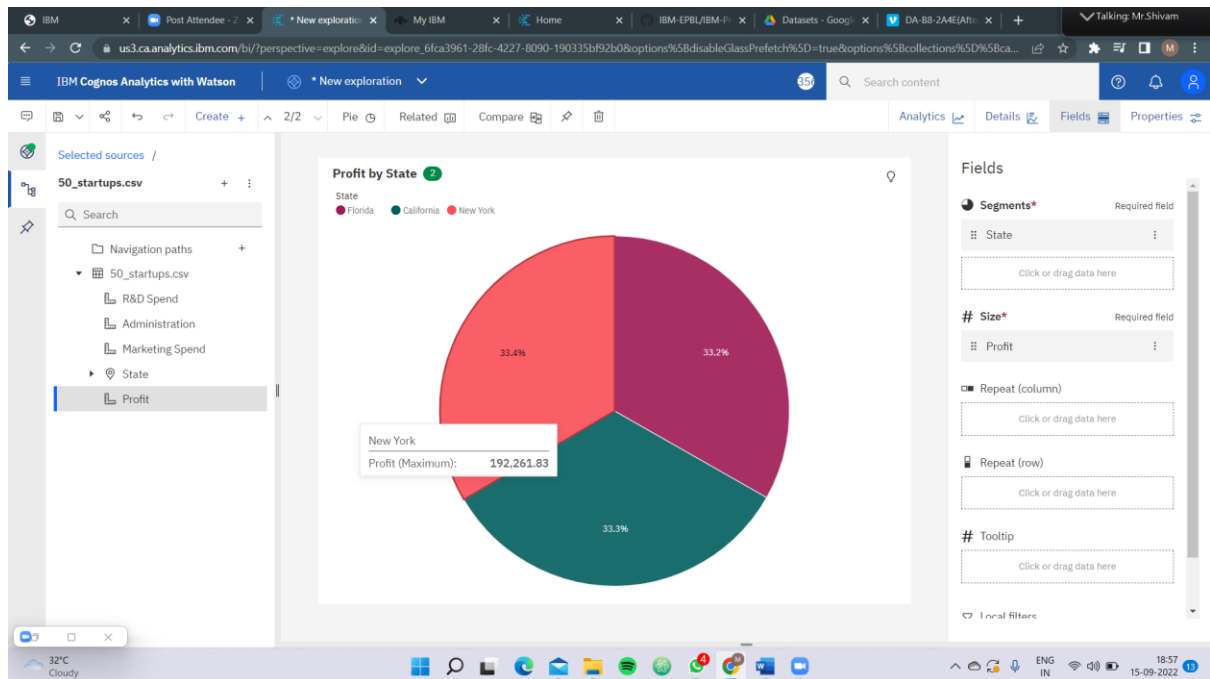 IBM
Post Attendee - Z
* New exploration
My IBM
Home
IBM-EPBL/IBM-P
Datasets - Googl
DA-BB-2A4E(Afte
Talking: Mr.Shivam
us3.ca.analytics.ibm.com/bi/?perspective=explore&id=explore_6fca3961-28fc-4227-8090-190335bf92b0&options%5BdisableGlassPrefetch%5D=true&options%5Bcollections%5D%5Bca...
M
IBM Cognos Analytics with Watson
* New exploration
Search content
Create +
2/2
Pie
Related
Compare
Analytics
Details
Fields
Properties
Selected sources /
50_startups.csv
Search
Navigation paths
50_startups.csv
R&D Spend
Administration
Marketing Spend
State
Profit
Profit by State 2
State
Florida California New York
33.4%
33.2%
33.3%
New York
Profit (Maximum): 192,261.83
Fields
Segments* Required field
State
Click or drag data here
# Size* Required field
Profit
Repeat (column)
Click or drag data here
Repeat (row)
Click or drag data here
# Tooltip
Click or drag data here
Local filters
32°C
Cloudy
4
M
ENG
IN
18:57
15-09-2022
13